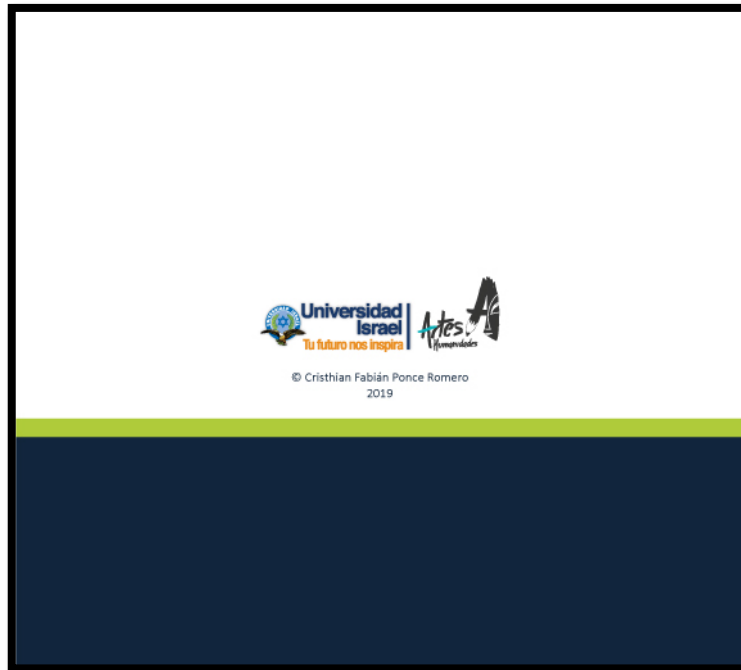 Universidad
Israel
Tu futuro nos inspira
Artes
Humanidades
© Cristhian Fabián Ponce Romero
2019